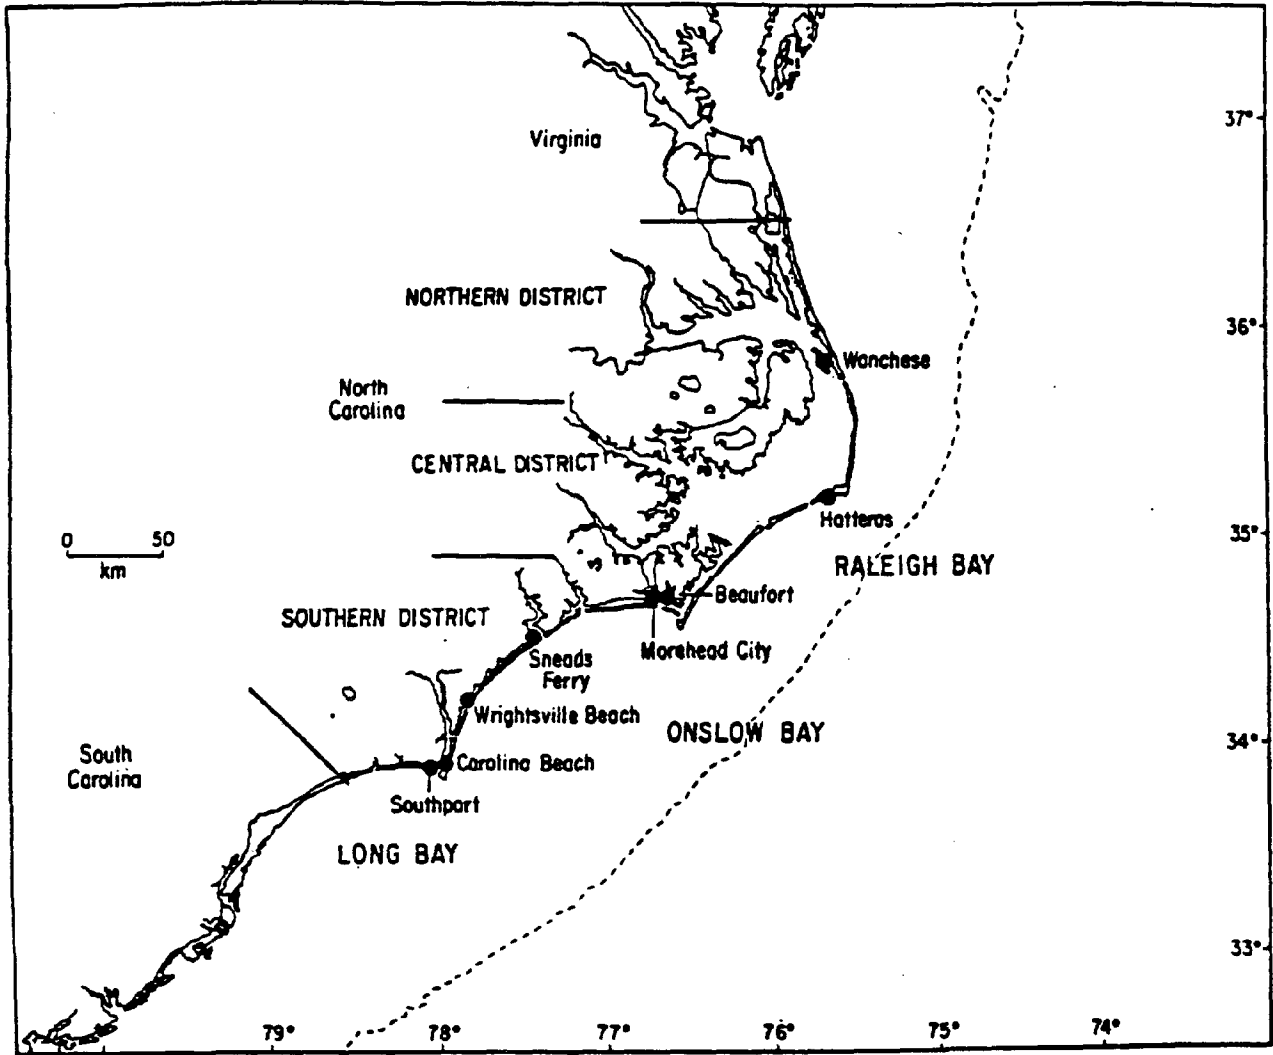 37°
Virginia
NORTHERN DISTRICT
36°
Wanchese
North
Carolina
CENTRAL DISTRICT
Hatteras
35°
0 50
km
RALEIGH BAY
Beaufort
SOUTHERN DISTRICT
Morehead City
Sneads
Ferry
Wrightsville Beach
ONSLOW BAY
34°
South
Carolina
Carolina Beach
Southport
LONG BAY
33°
79° 78° 77° 76° 75° 74°